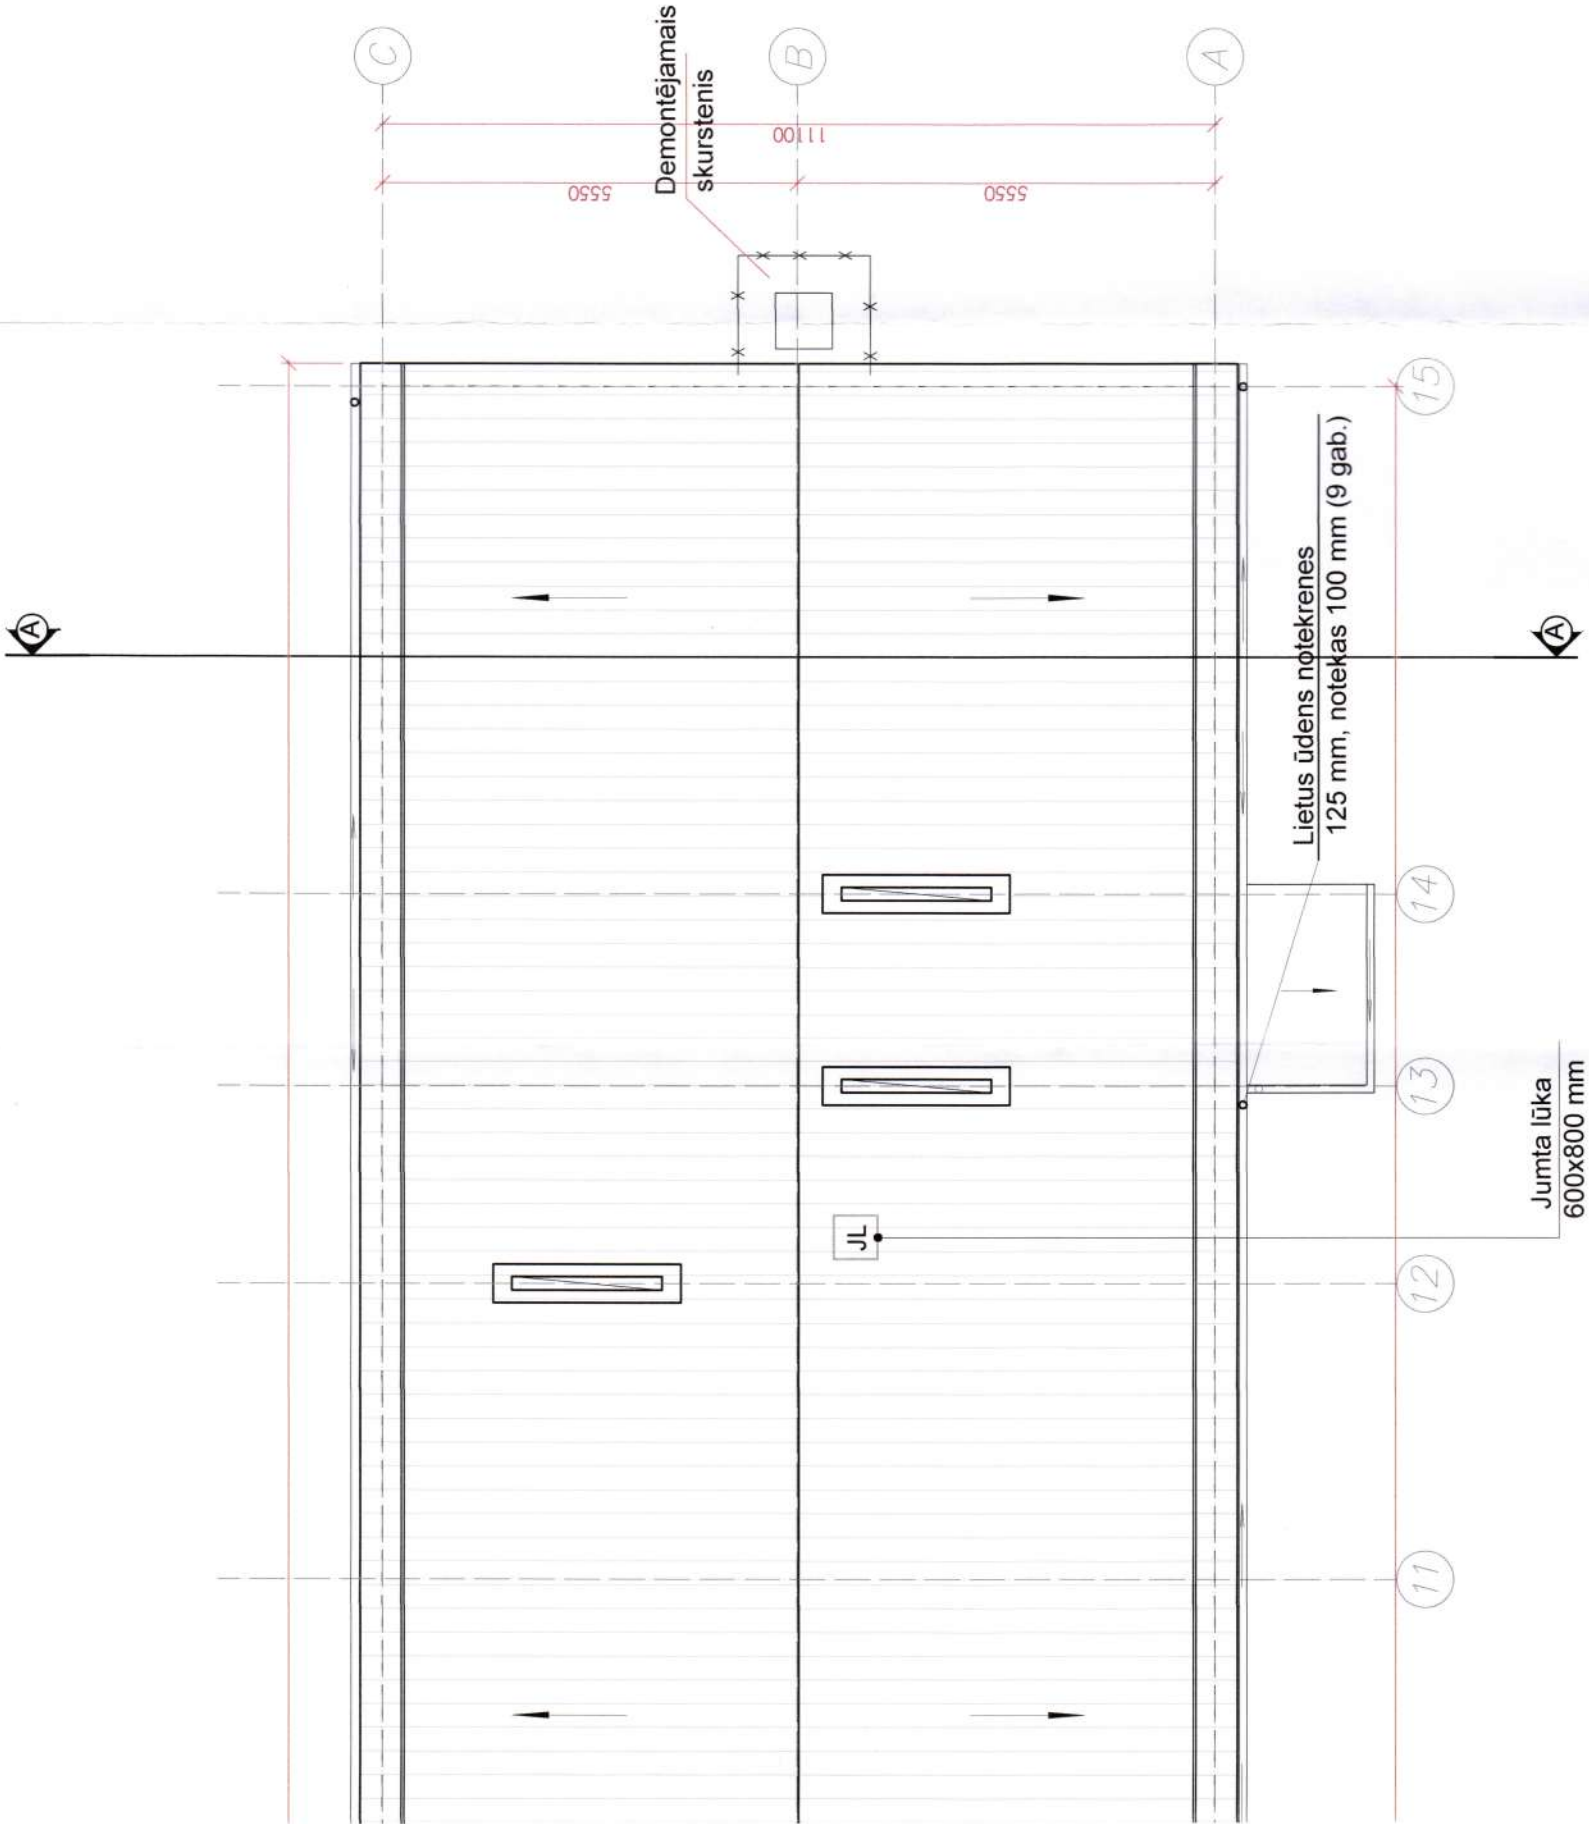 C
B
A
11100
5550
5550
Demontējamais
skurstenis
15
A
A
Lietus ūdens notekrenes
125 mm, notekas 100 mm (9 gab.)
14
13
JL
Jumta lūka
600x800 mm
12
11